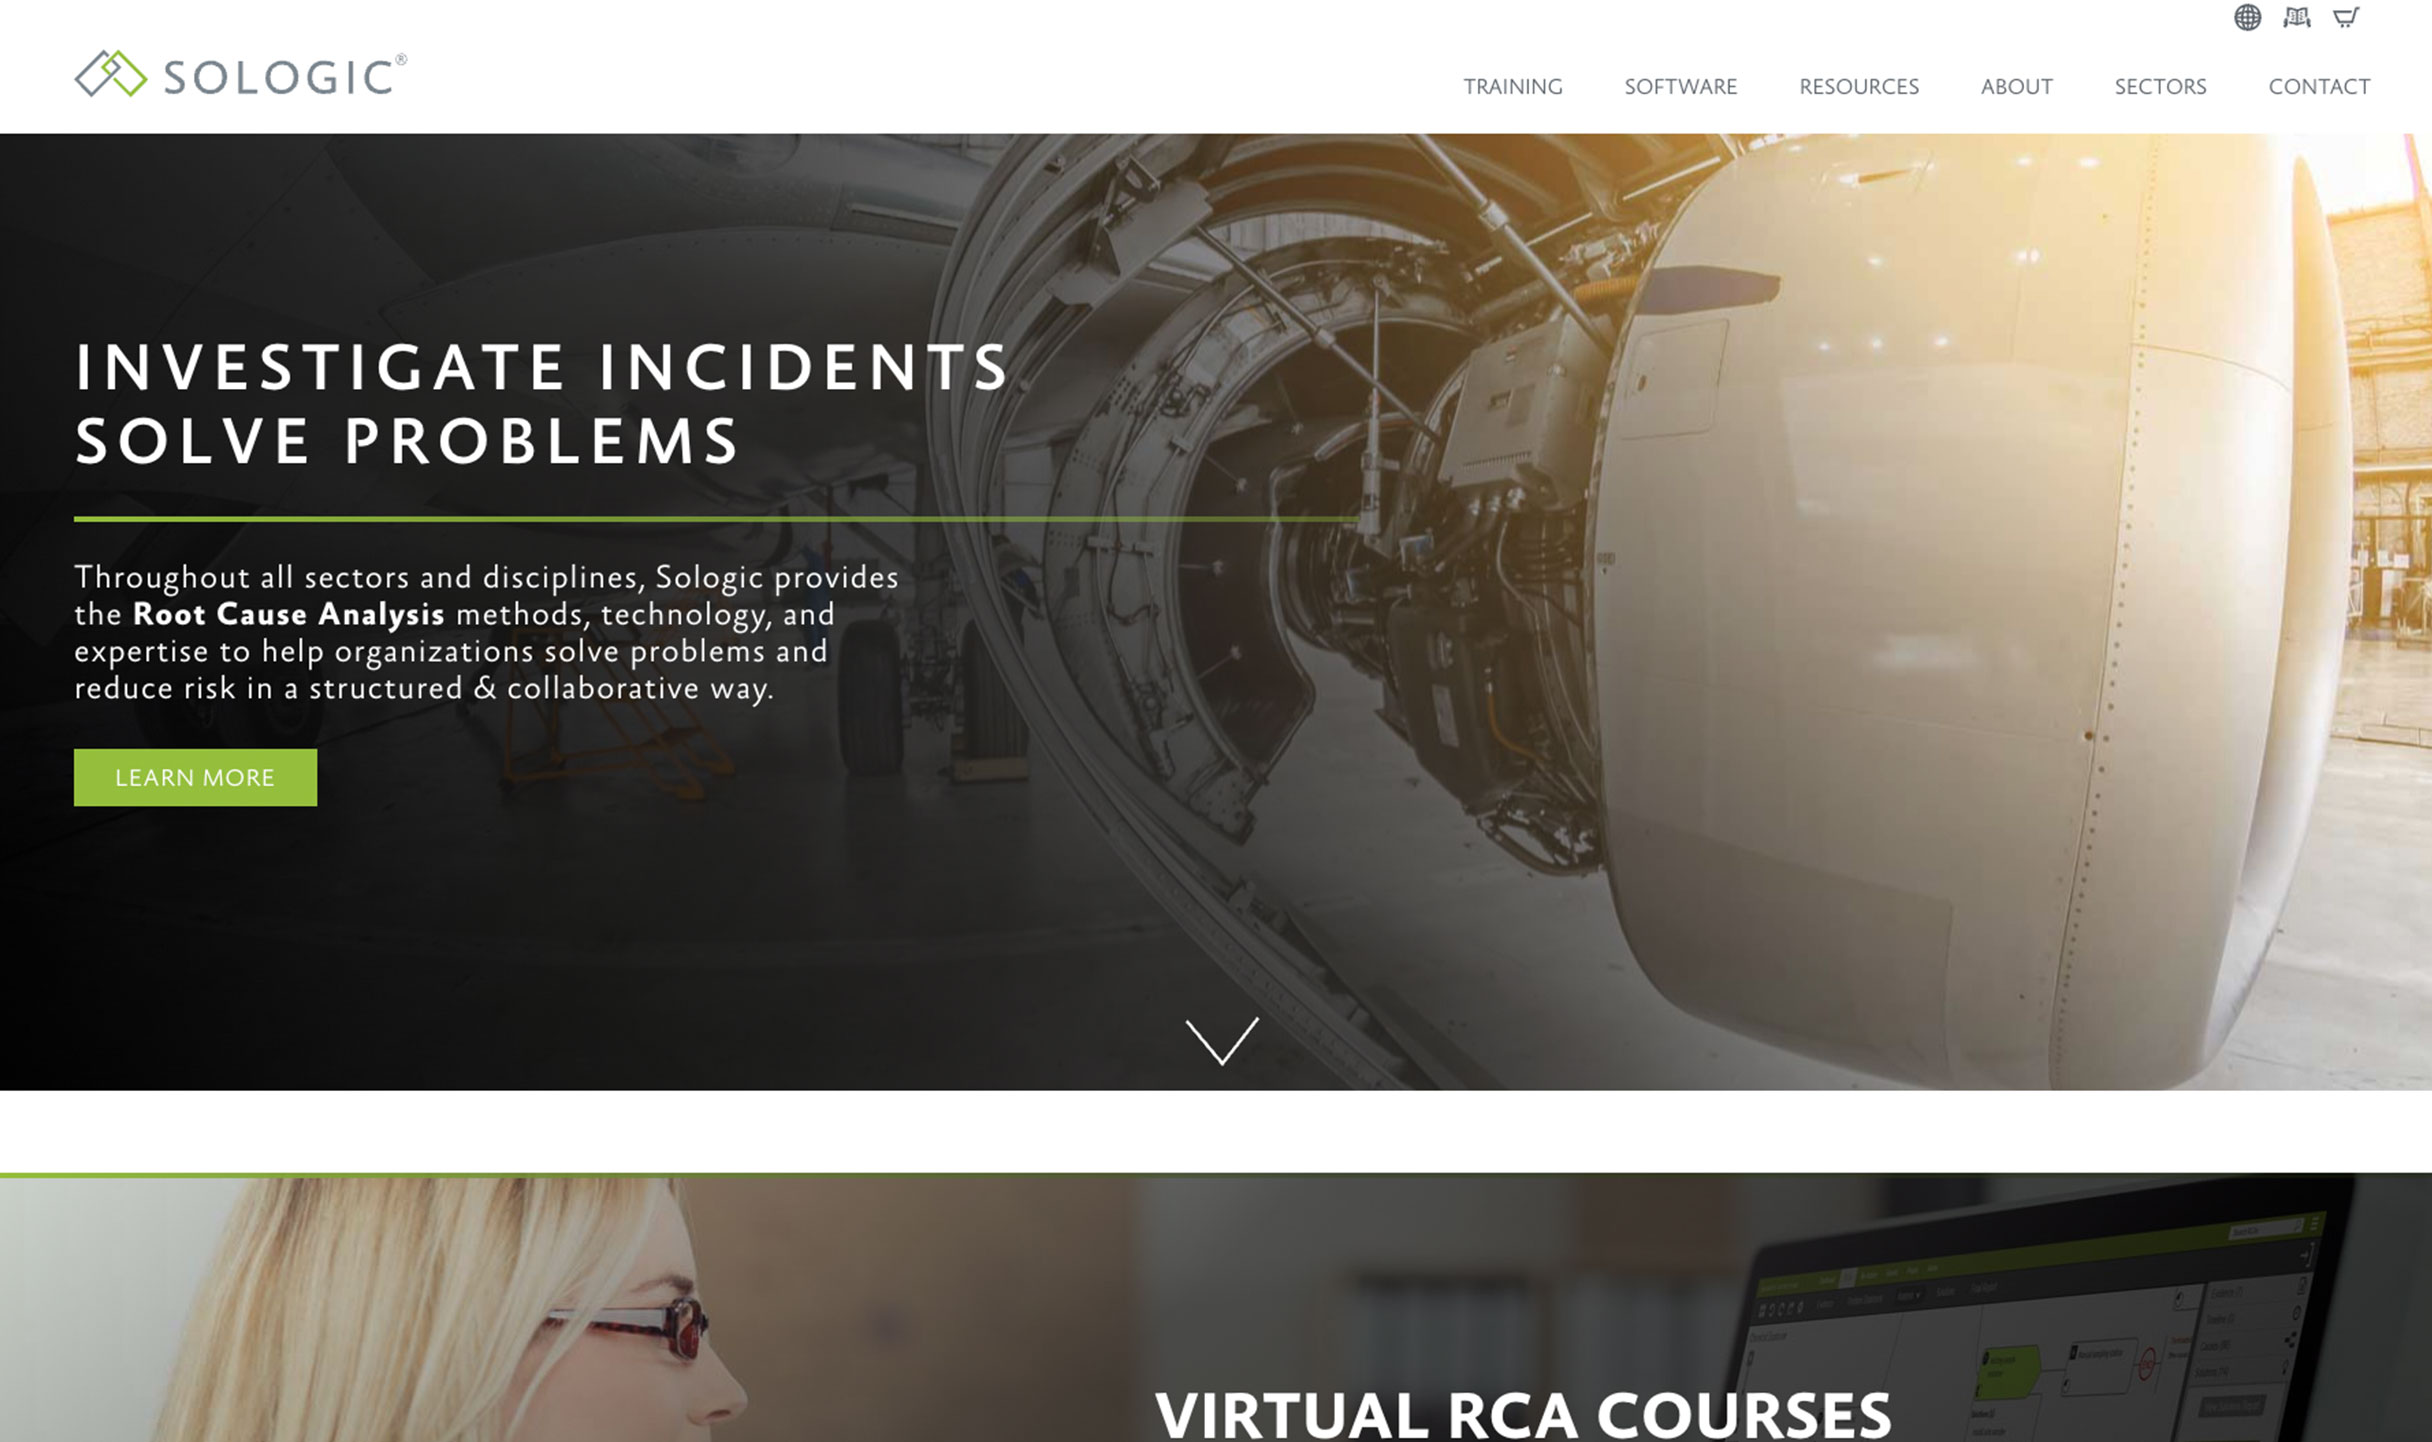 SOLOGIC®
TRAINING
SOFTWARE
RESOURCES
ABOUT
SECTORS
CONTACT
INVESTIGATE INCIDENTS
SOLVE PROBLEMS
Throughout all sectors and disciplines, Sologic provides
the Root Cause Analysis methods, technology, and
expertise to help organizations solve problems and
reduce risk in a structured & collaborative way.
LEARN MORE
VIRTUAL RCA COURSES